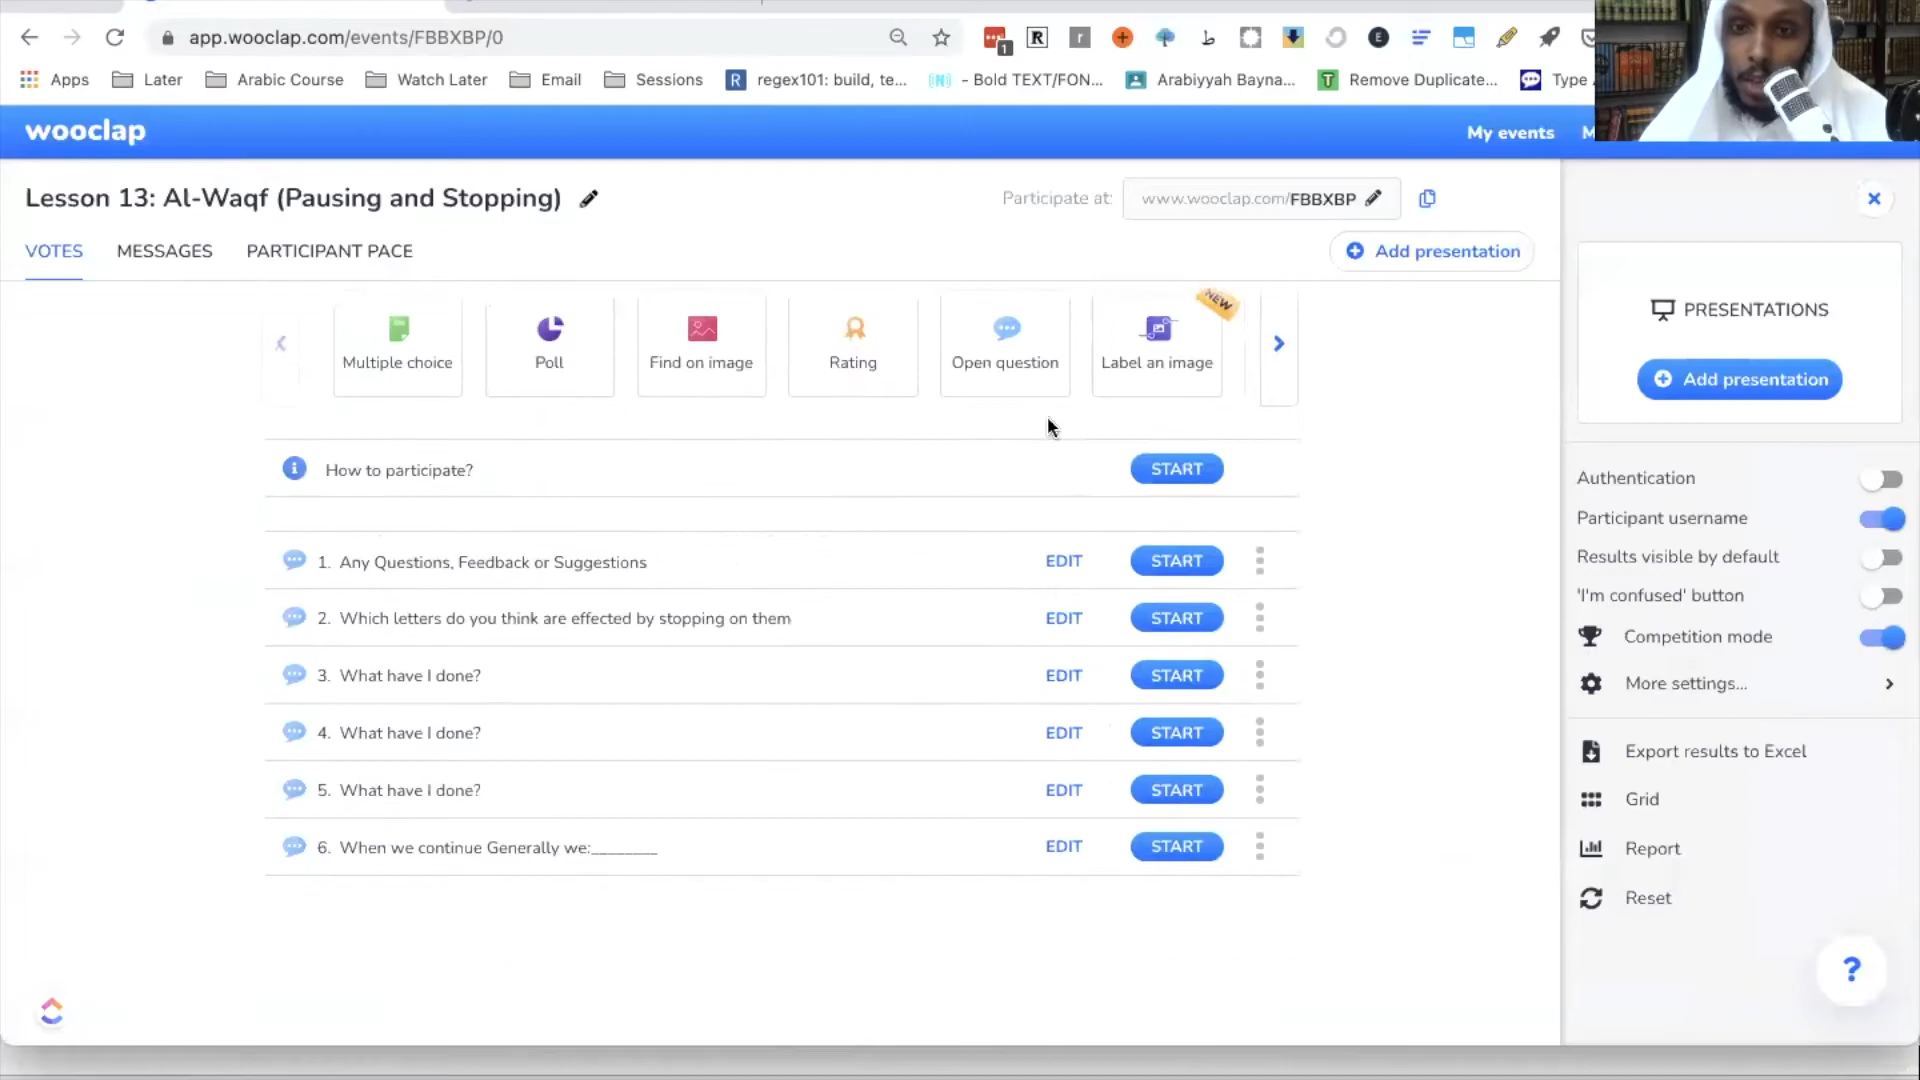 app.wooclap.com/events/FBBXBP/0
1
R
r
ط
E
Apps
Later
Arabic Course
Watch Later
Email
Sessions
R
regex101: build, te...
{N}
- Bold TEXT/FON...
Arabiyyah Bayna...
T
Remove Duplicate...
Type
wooclap
My events
M
Lesson 13: Al-Waqf (Pausing and Stopping)
Participate at:
www.wooclap.com/FBBXBP
VOTES
MESSAGES
PARTICIPANT PACE
Add presentation
Multiple choice
Poll
Find on image
Rating
Open question
NEW
Label an image
How to participate?
START
1. Any Questions, Feedback or Suggestions
EDIT
START
2. Which letters do you think are effected by stopping on them
EDIT
START
3. What have I done?
EDIT
START
4. What have I done?
EDIT
START
5. What have I done?
EDIT
START
6. When we continue Generally we:________
EDIT
START
PRESENTATIONS
Add presentation
Authentication
Participant username
Results visible by default
'I'm confused' button
Competition mode
More settings...
Export results to Excel
Grid
Report
Reset
?